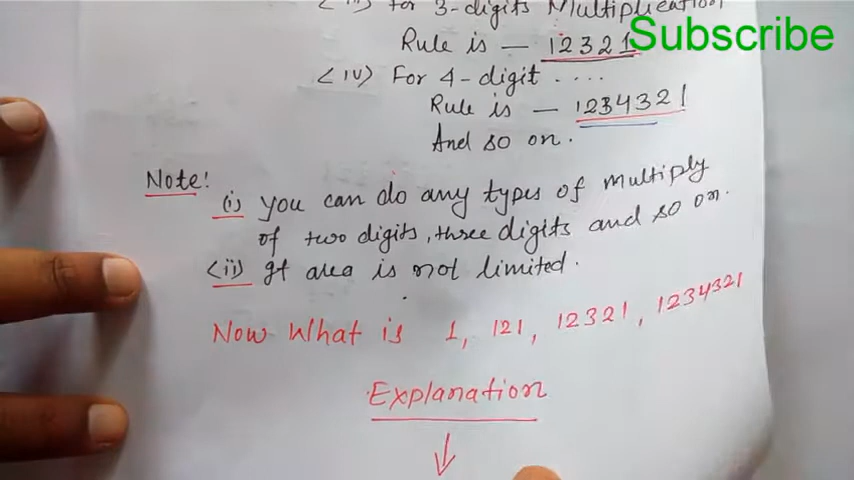 <iii> For 3-digits Multiplication
Rule is — 12321
Subscribe
<iv> For 4-digit ....
Rule is — 1234321
And so on.
Note!
(i) you can do any types of multiply
of two digits, three digits and so on.
<ii> It area is not limited.
Now What is 1, 121, 12321, 1234321
Explanation
↓